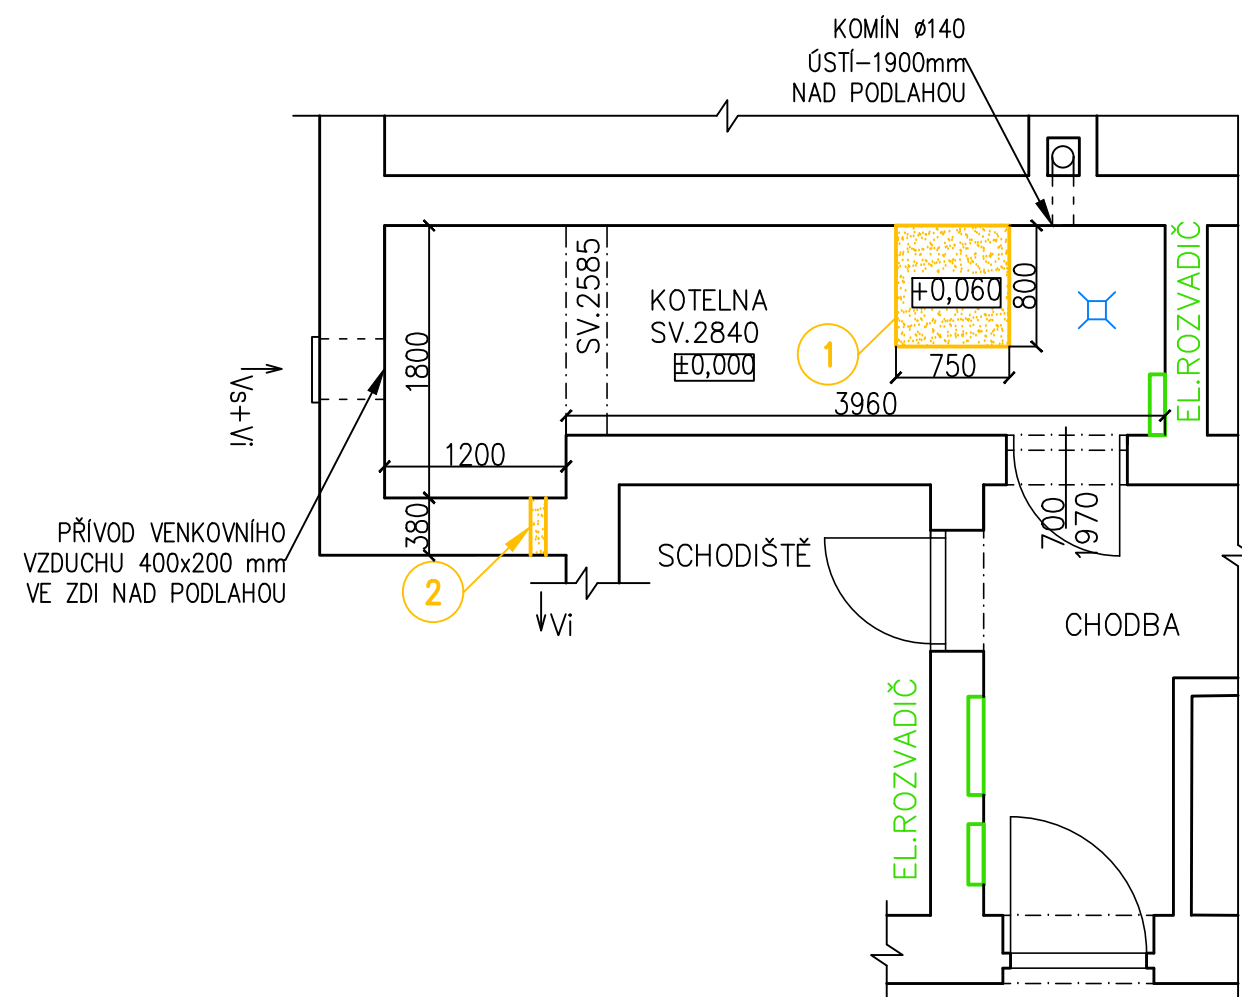 KOMÍN ø140
ÚSTÍ-1900mm
NAD PODLAHOU
EL.ROZVADIČ
SV.2585
KOTELNA
SV.2840
±0,000
+0,060
800
1
750
1800
3960
Vs+Vi
1200
380
700
1970
PŘÍVOD VENKOVNÍHO
VZDUCHU 400x200 mm
VE ZDI NAD PODLAHOU
2
SCHODIŠTĚ
Vi
CHODBA
EL.ROZVADIČ